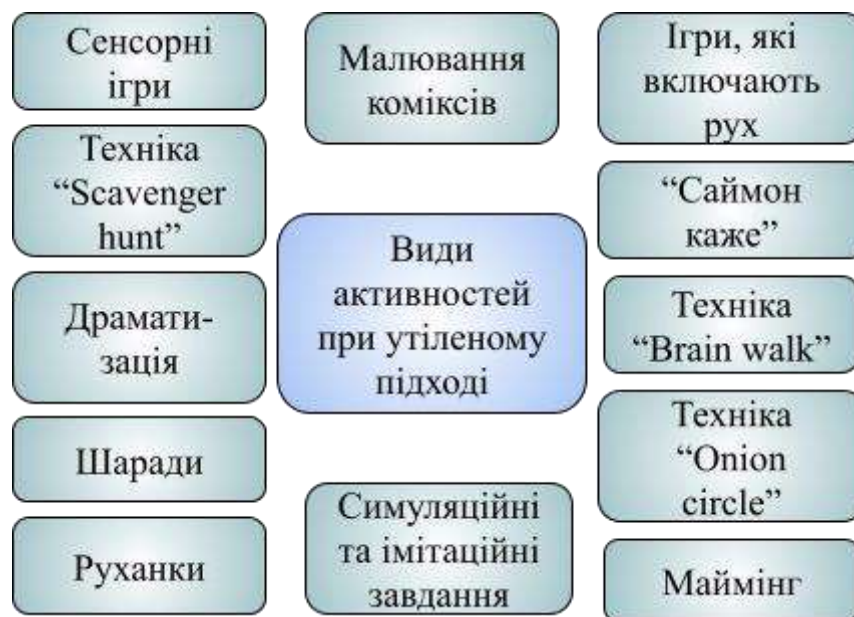 Сенсорні
ігри
Техніка
“Scavenger
hunt”
Драмати-
зація
Шаради
Руханки
Малювання
коміксів
Види
активностей
при утіленому
підході
Симуляційні
та імітаційні
завдання
Ігри, які
включають
рух
“Саймон
каже”
Техніка
“Brain walk”
Техніка
“Onion
circle”
Маймінг